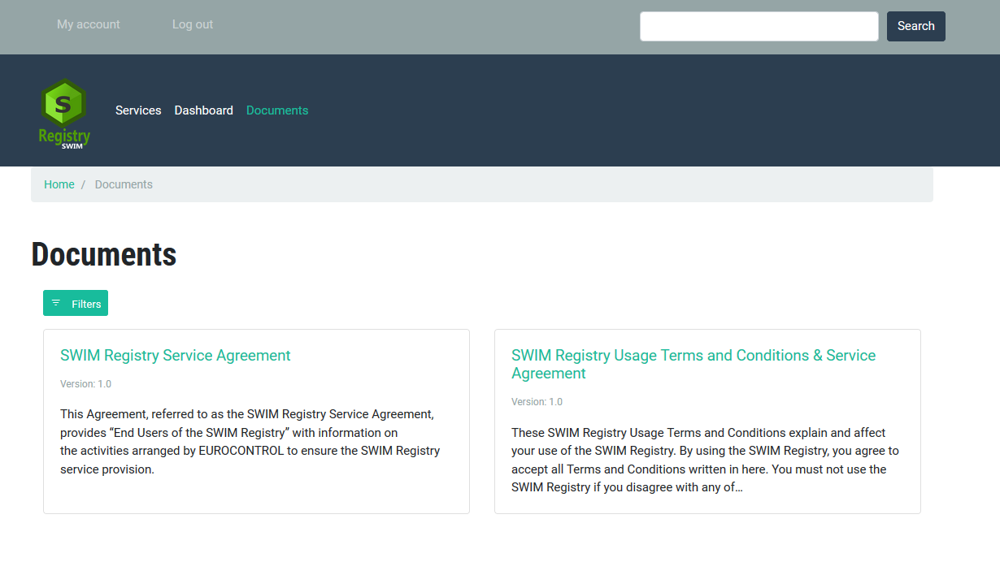 My account
Log out
Search
S
Registry
SWIM
Services
Dashboard
Documents
Home / Documents
Documents
Filters
SWIM Registry Service Agreement
Version: 1.0
This Agreement, referred to as the SWIM Registry Service Agreement,
provides “End Users of the SWIM Registry” with information on
the activities arranged by EUROCONTROL to ensure the SWIM Registry
service provision.
SWIM Registry Usage Terms and Conditions & Service
Agreement
Version: 1.0
These SWIM Registry Usage Terms and Conditions explain and affect
your use of the SWIM Registry. By using the SWIM Registry, you agree to
accept all Terms and Conditions written in here. You must not use the
SWIM Registry if you disagree with any of…